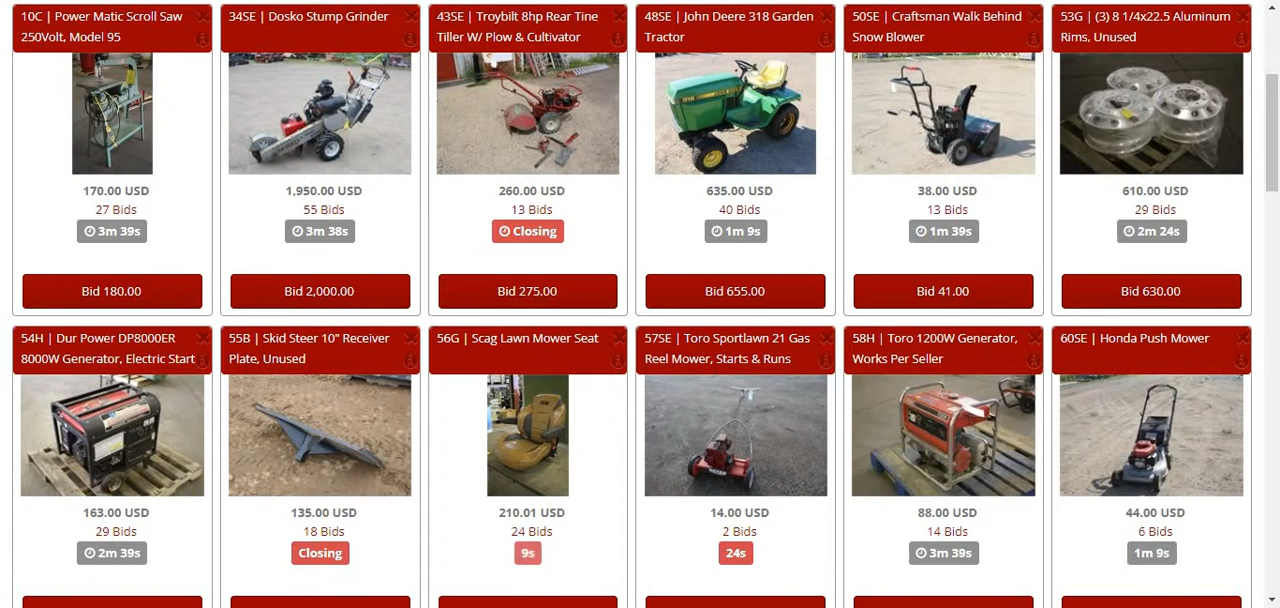 10C | Power Matic Scroll Saw
250Volt, Model 95
170.00 USD
27 Bids
3m 39s
Bid 180.00
34SE | Dosko Stump Grinder
1,950.00 USD
55 Bids
3m 38s
Bid 2,000.00
43SE | Troybilt 8hp Rear Tine
Tiller W/ Plow & Cultivator
260.00 USD
13 Bids
Closing
Bid 275.00
48SE | John Deere 318 Garden
Tractor
635.00 USD
40 Bids
1m 9s
Bid 655.00
50SE | Craftsman Walk Behind
Snow Blower
38.00 USD
13 Bids
1m 39s
Bid 41.00
53G | (3) 8 1/4x22.5 Aluminum
Rims, Unused
610.00 USD
29 Bids
2m 24s
Bid 630.00
54H | Dur Power DP8000ER
8000W Generator, Electric Start
163.00 USD
29 Bids
2m 39s
55B | Skid Steer 10" Receiver
Plate, Unused
135.00 USD
18 Bids
Closing
56G | Scag Lawn Mower Seat
210.01 USD
24 Bids
9s
57SE | Toro Sportlawn 21 Gas
Reel Mower, Starts & Runs
14.00 USD
2 Bids
24s
58H | Toro 1200W Generator,
Works Per Seller
88.00 USD
14 Bids
3m 39s
60SE | Honda Push Mower
44.00 USD
6 Bids
1m 9s